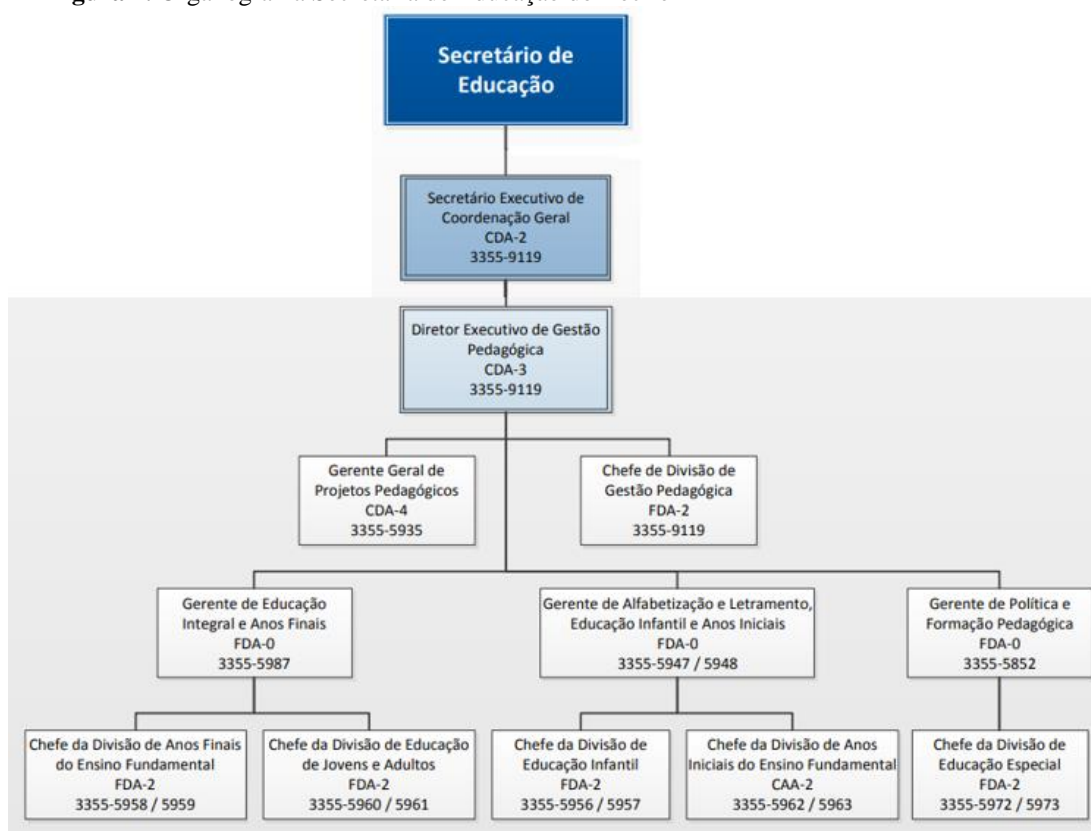 Secretário de
Educação
Secretário Executivo de
Coordenação Geral
CDA-2
3355-9119
Diretor Executivo de Gestão
Pedagógica
CDA-3
3355-9119
Gerente Geral de
Projetos Pedagógicos
CDA-4
3355-5935
Chefe de Divisão de
Gestão Pedagógica
FDA-2
3355-9119
Gerente de Educação
Integral e Anos Finais
FDA-0
3355-5987
Gerente de Alfabetização e Letramento,
Educação Infantil e Anos Iniciais
FDA-0
3355-5947 / 5948
Gerente de Política e
Formação Pedagógica
FDA-0
3355-5852
Chefe da Divisão de Anos Finais
do Ensino Fundamental
FDA-2
3355-5958 / 5959
Chefe da Divisão de Educação
de Jovens e Adultos
FDA-2
3355-5960 / 5961
Chefe da Divisão de
Educação Infantil
FDA-2
3355-5956 / 5957
Chefe da Divisão de Anos
Iniciais do Ensino Fundamental
CAA-2
3355-5962 / 5963
Chefe da Divisão de
Educação Especial
FDA-2
3355-5972 / 5973